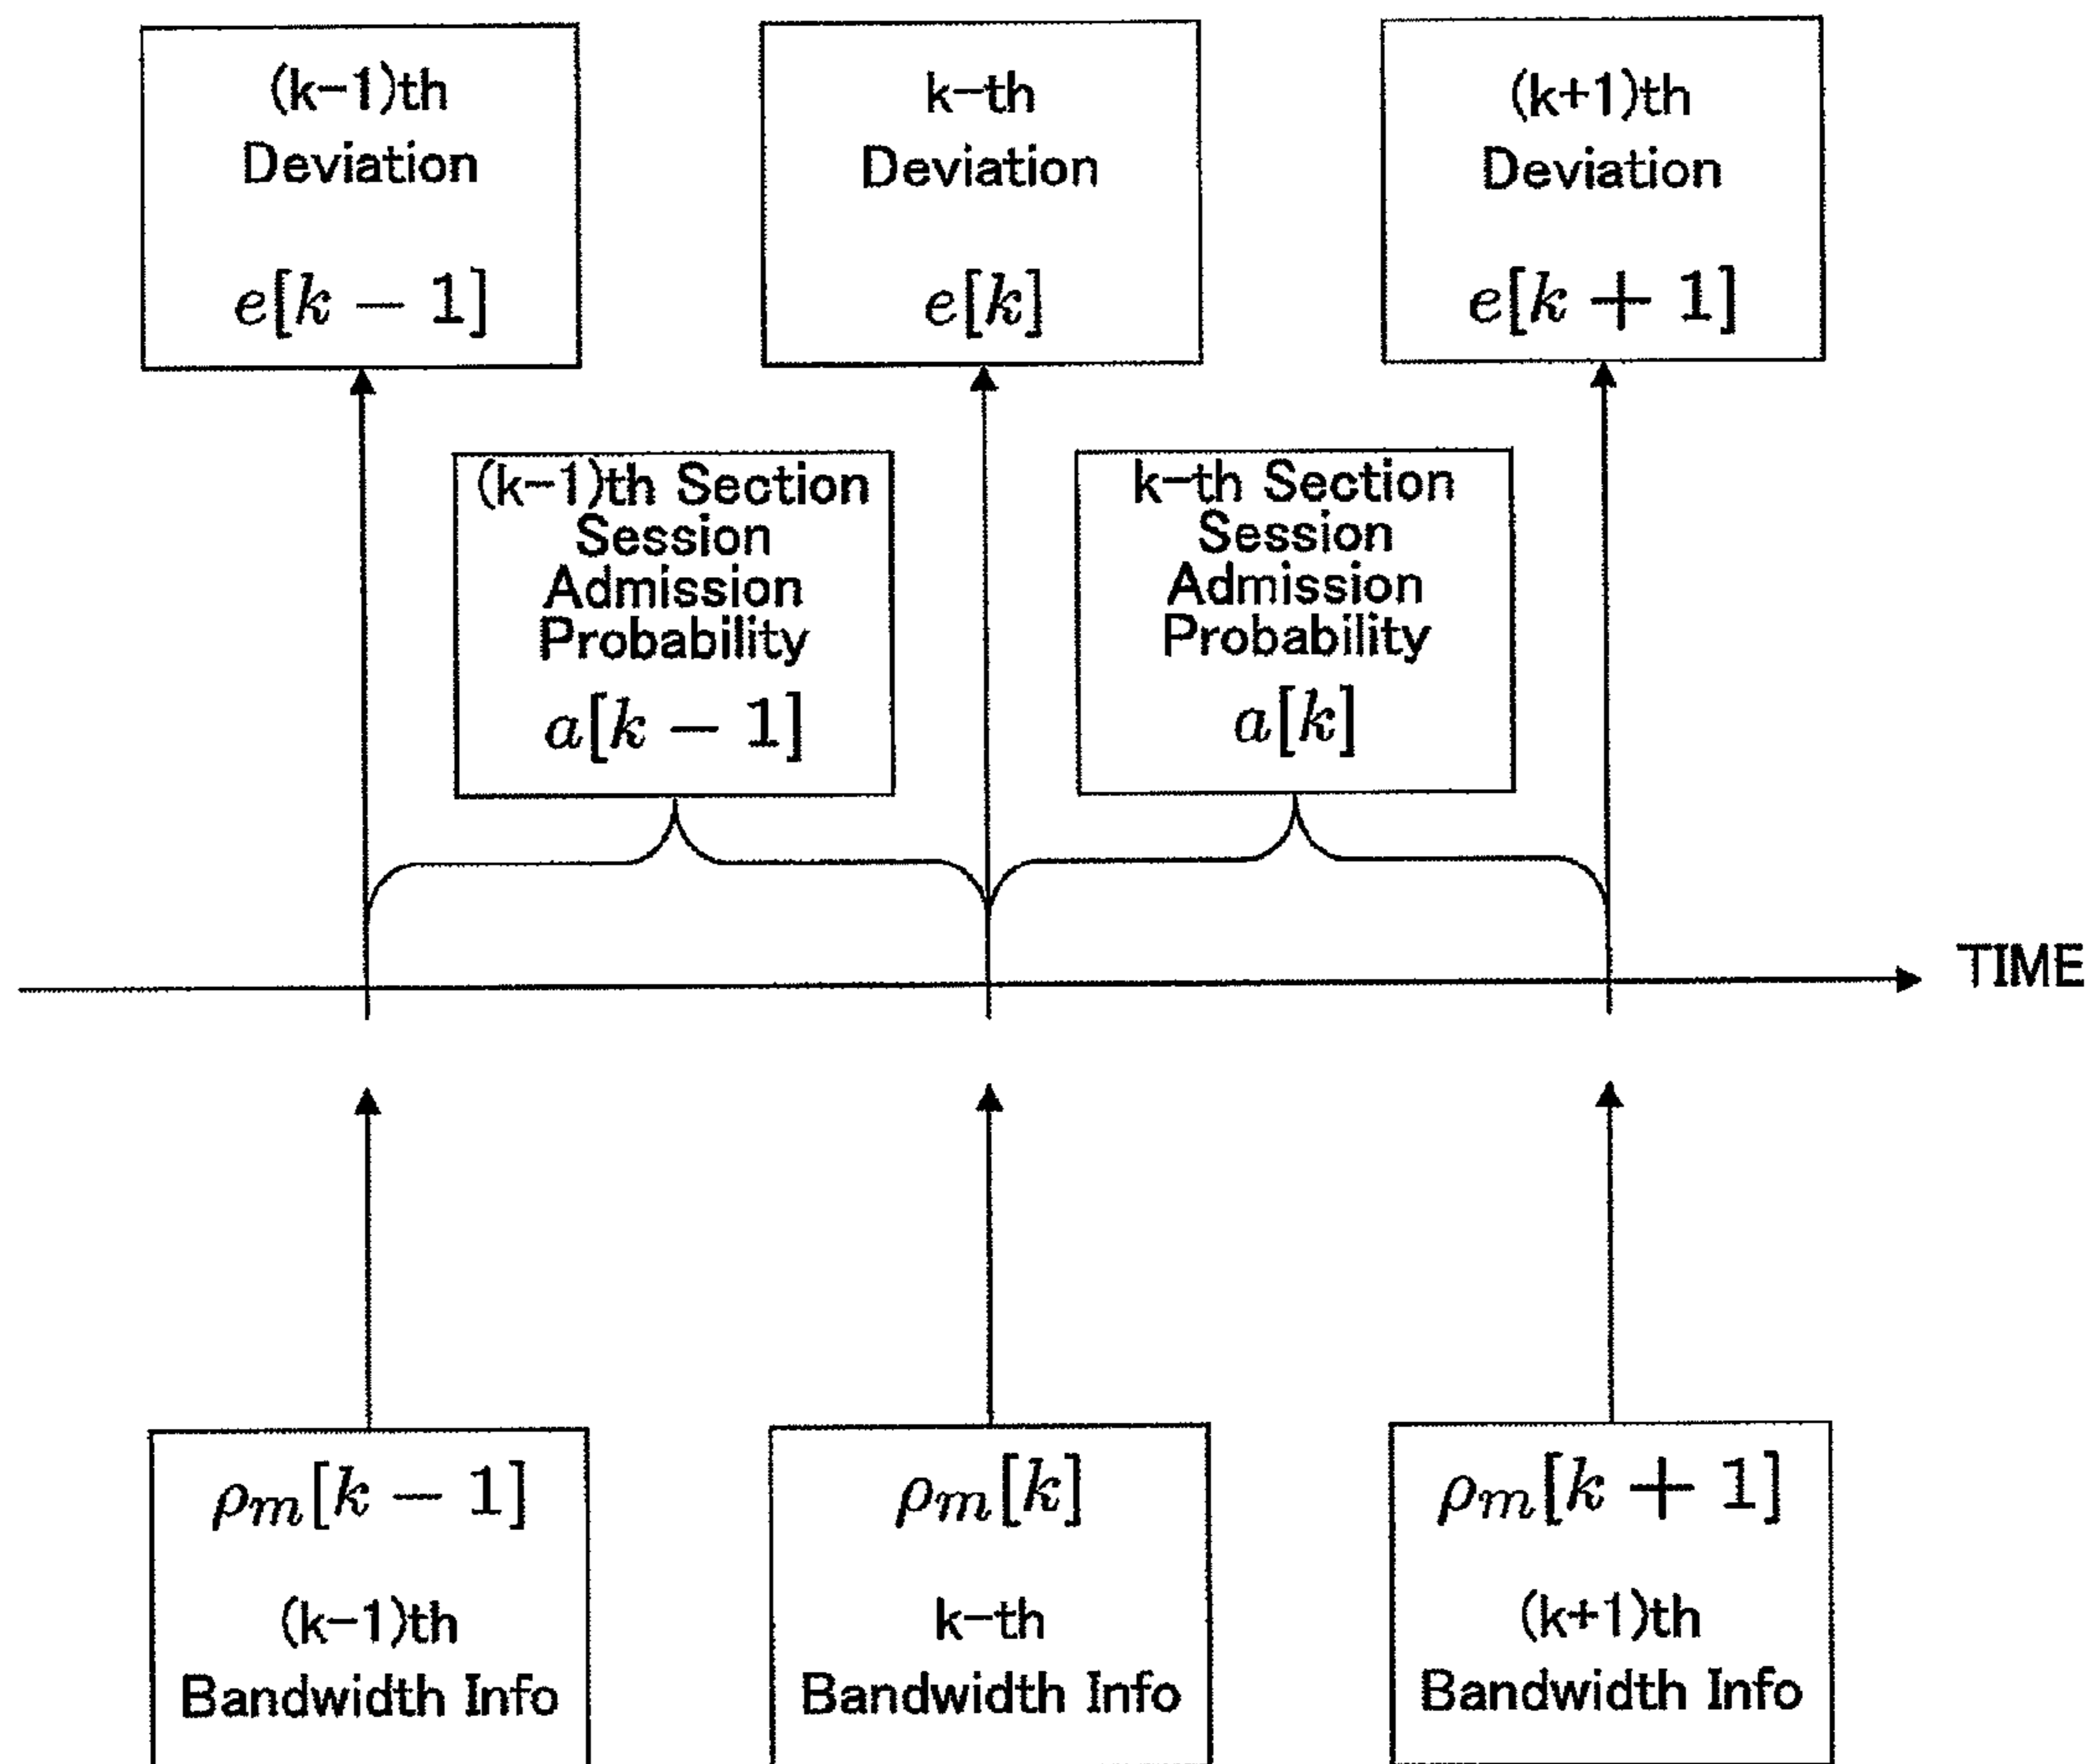 (k-1)th
Deviation
e[k − 1]
k-th
Deviation
e[k]
(k+1)th
Deviation
e[k + 1]
(k-1)th Section
Session
Admission
Probability
a[k − 1]
k-th Section
Session
Admission
Probability
a[k]
TIME
ρm[k − 1]
(k-1)th
Bandwidth Info
ρm[k]
k-th
Bandwidth Info
ρm[k + 1]
(k+1)th
Bandwidth Info